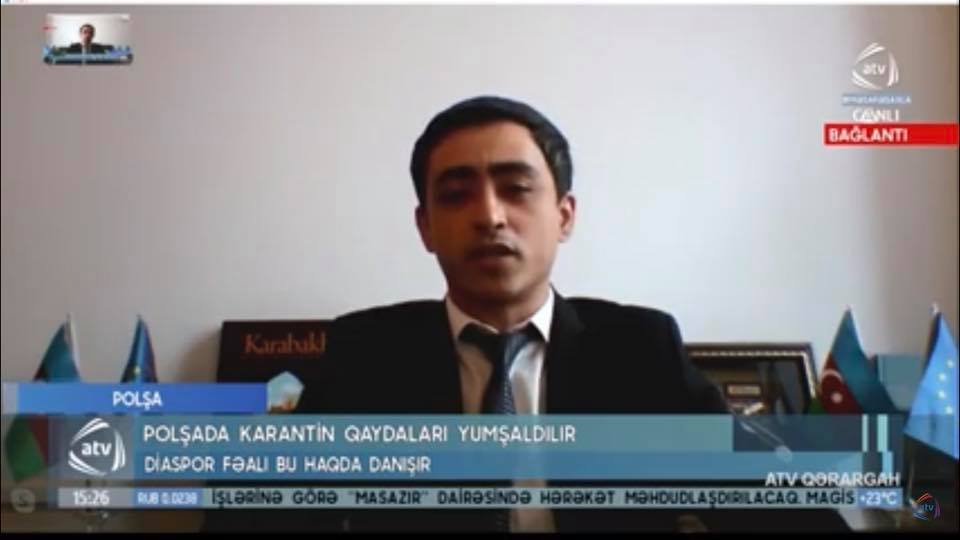 atv
CANLI
BAĞLANTI
Karabakh
POLŞA
atv
POLŞADA KARANTİN QAYDALARI YUMŞALDILIR
DİASPOR FƏALI BU HAQDA DANIŞIR
ATV QƏRARGAH
15:26
RUB 0.0238
İŞLƏRİNƏ GÖRƏ "MASAZIR" DAİRƏSİNDƏ HƏRƏKƏT MƏHDUDLAŞDIRILACAQ. MAGİS
+23°C
atv